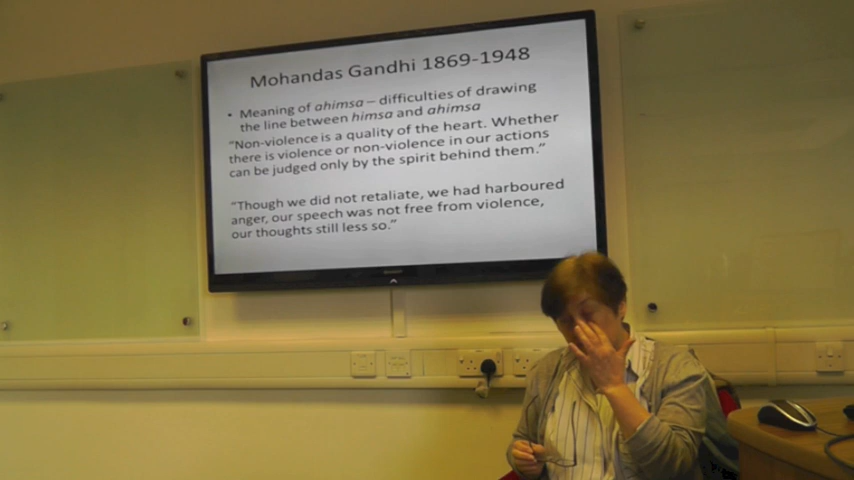 Mohandas Gandhi 1869-1948
• Meaning of ahimsa – difficulties of drawing
the line between himsa and ahimsa
“Non-violence is a quality of the heart. Whether
there is violence or non-violence in our actions
can be judged only by the spirit behind them.”
“Though we did not retaliate, we had harboured
anger, our speech was not free from violence,
our thoughts still less so.”